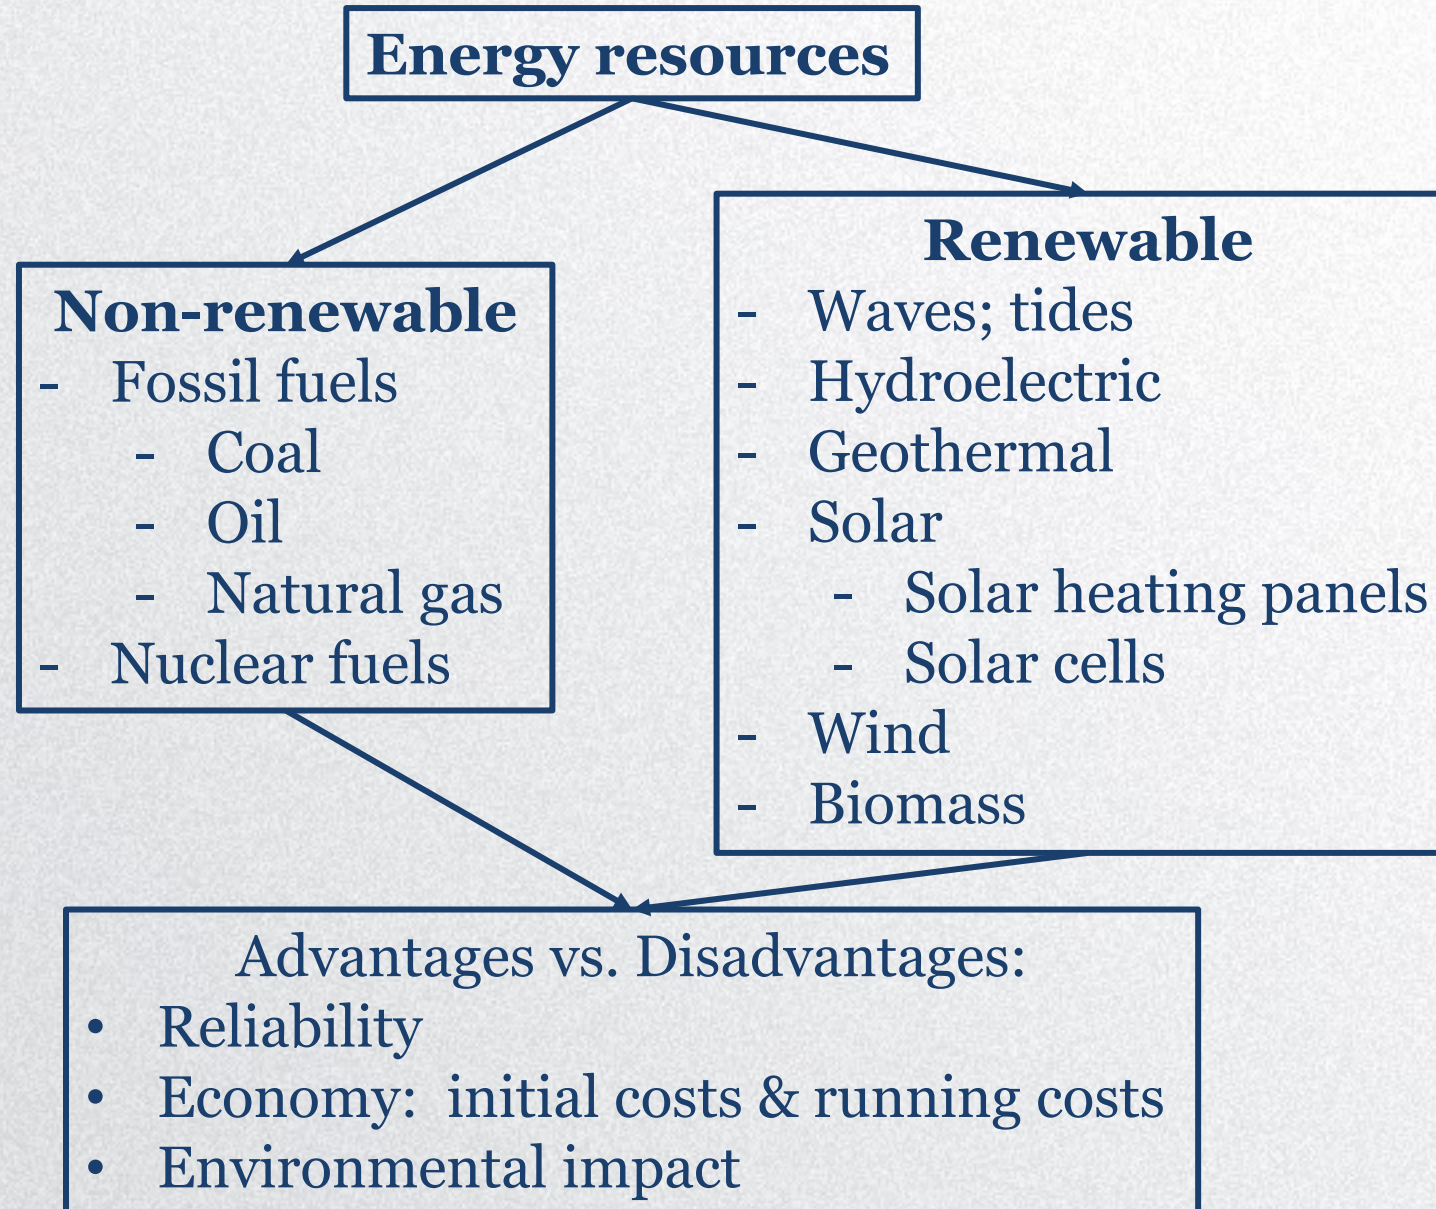 Energy resources
Non-renewable
- Fossil fuels
- Coal
- Oil
- Natural gas
- Nuclear fuels
Renewable
- Waves; tides
- Hydroelectric
- Geothermal
- Solar
- Solar heating panels
- Solar cells
- Wind
- Biomass
Advantages vs. Disadvantages:
• Reliability
• Economy: initial costs & running costs
• Environmental impact